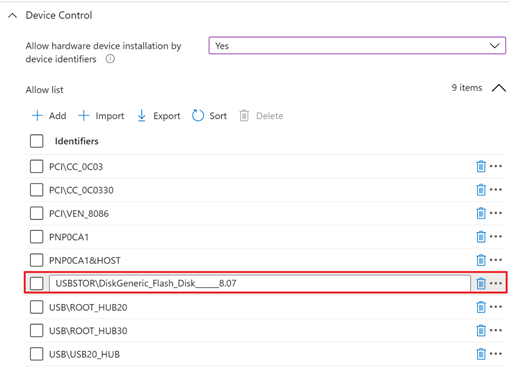 Device Control
Allow hardware device installation by Yes
device identifiers
Allow list 9 items
Add Import Export Sort Delete
Identifiers
PCI\CC_0C03
PCI\CC_0C0330
PCI\VEN_8086
PNP0CA1
PNP0CA1&HOST
USBSTOR\DiskGeneric_Flash_Disk_____8.07
USB\ROOT_HUB20
USB\ROOT_HUB30
USB\USB20_HUB